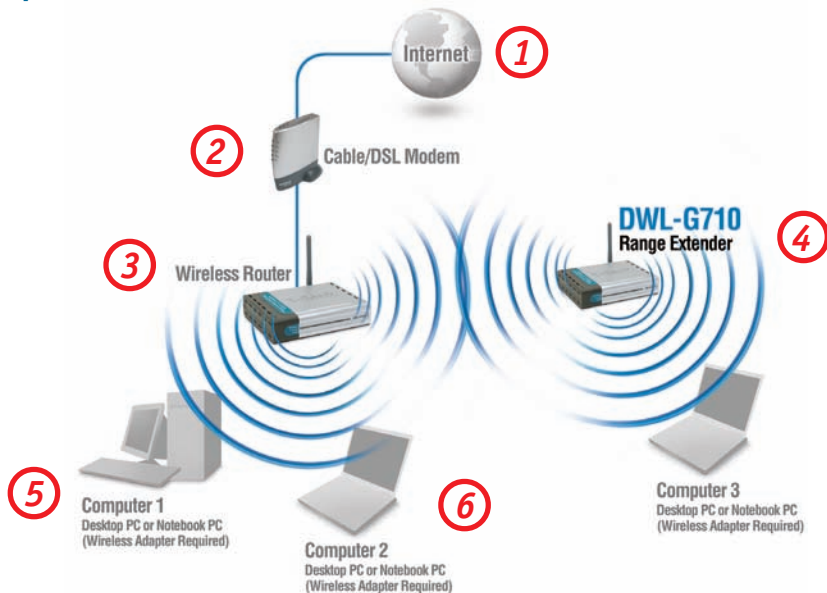 Internet
1
2
Cable/DSL Modem
DWL-G710
Range Extender
4
3
Wireless Router
5
Computer 1
Desktop PC or Notebook PC
(Wireless Adapter Required)
6
Computer 2
Desktop PC or Notebook PC
(Wireless Adapter Required)
Computer 3
Desktop PC or Notebook PC
(Wireless Adapter Required)